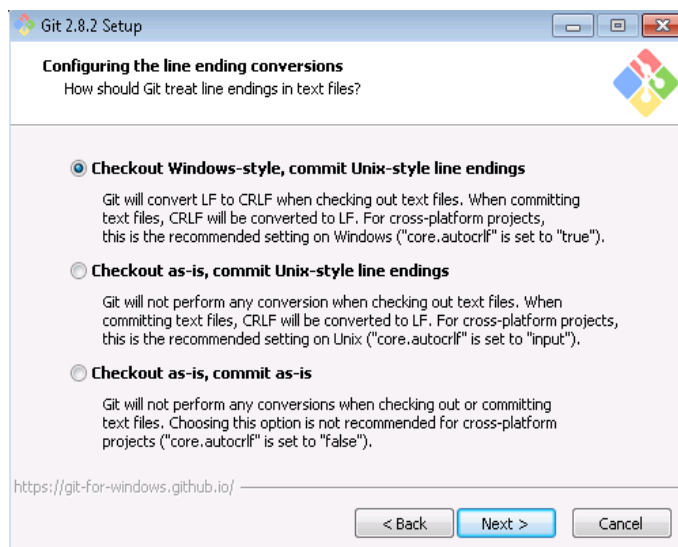 Git 2.8.2 Setup
Configuring the line ending conversions
How should Git treat line endings in text files?
Checkout Windows-style, commit Unix-style line endings
Git will convert LF to CRLF when checking out text files. When committing
text files, CRLF will be converted to LF. For cross-platform projects,
this is the recommended setting on Windows ("core.autocrlf" is set to "true").
Checkout as-is, commit Unix-style line endings
Git will not perform any conversion when checking out text files. When
committing text files, CRLF will be converted to LF. For cross-platform projects,
this is the recommended setting on Unix ("core.autocrlf" is set to "input").
Checkout as-is, commit as-is
Git will not perform any conversions when checking out or committing
text files. Choosing this option is not recommended for cross-platform
projects ("core.autocrlf" is set to "false").
https://git-for-windows.github.io/
< Back Next > Cancel